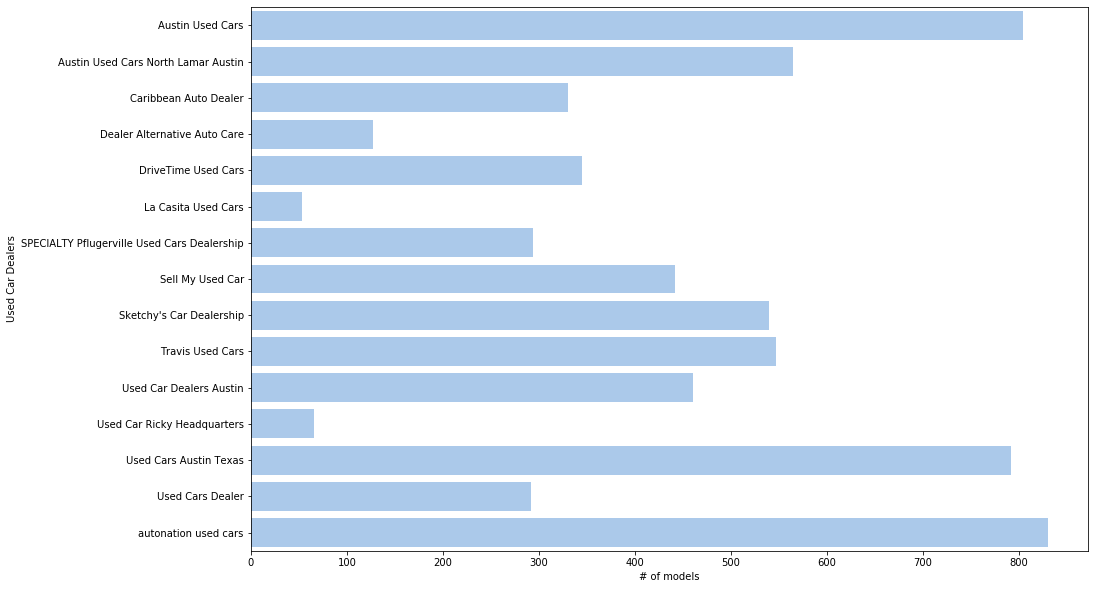 Used Car Dealers
Austin Used Cars
Austin Used Cars North Lamar Austin
Caribbean Auto Dealer
Dealer Alternative Auto Care
DriveTime Used Cars
La Casita Used Cars
SPECIALTY Pflugerville Used Cars Dealership
Sell My Used Car
Sketchy's Car Dealership
Travis Used Cars
Used Car Dealers Austin
Used Car Ricky Headquarters
Used Cars Austin Texas
Used Cars Dealer
autonation used cars
0 100 200 300 400 500 600 700 800
# of models